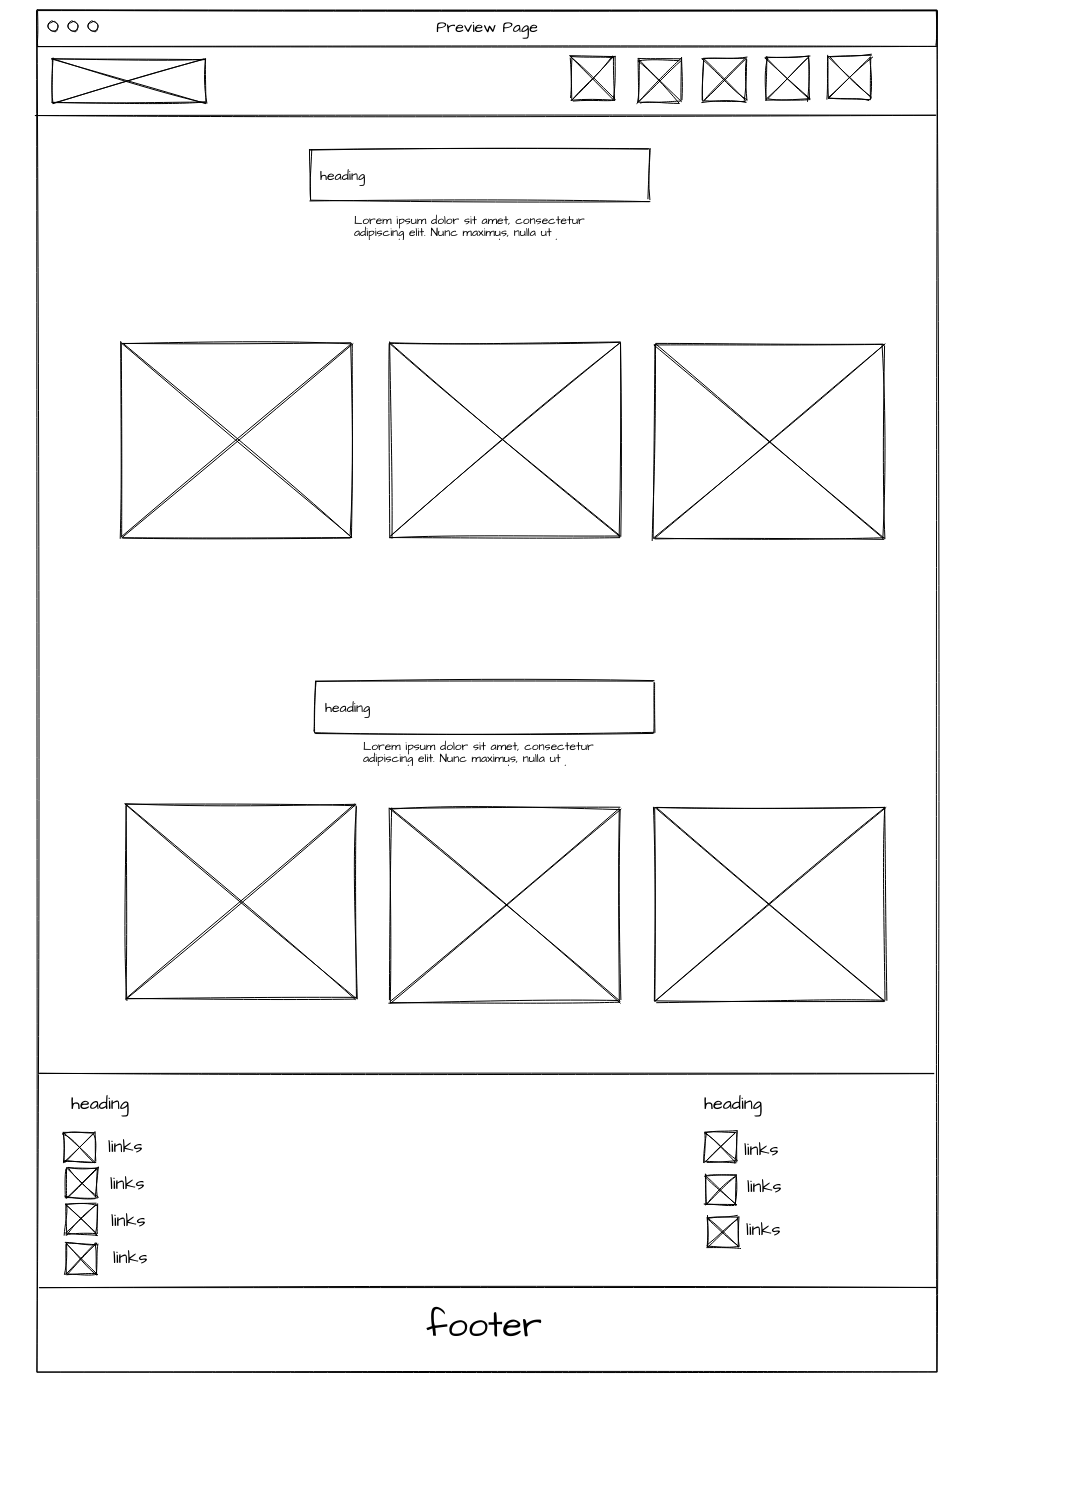 Preview Page
heading
Lorem ipsum dolor sit amet, consectetur
adipiscing elit. Nunc maximus, nulla ut
heading
Lorem ipsum dolor sit amet, consectetur
adipiscing elit. Nunc maximus, nulla ut
heading
links
links
links
links
heading
links
links
links
footer